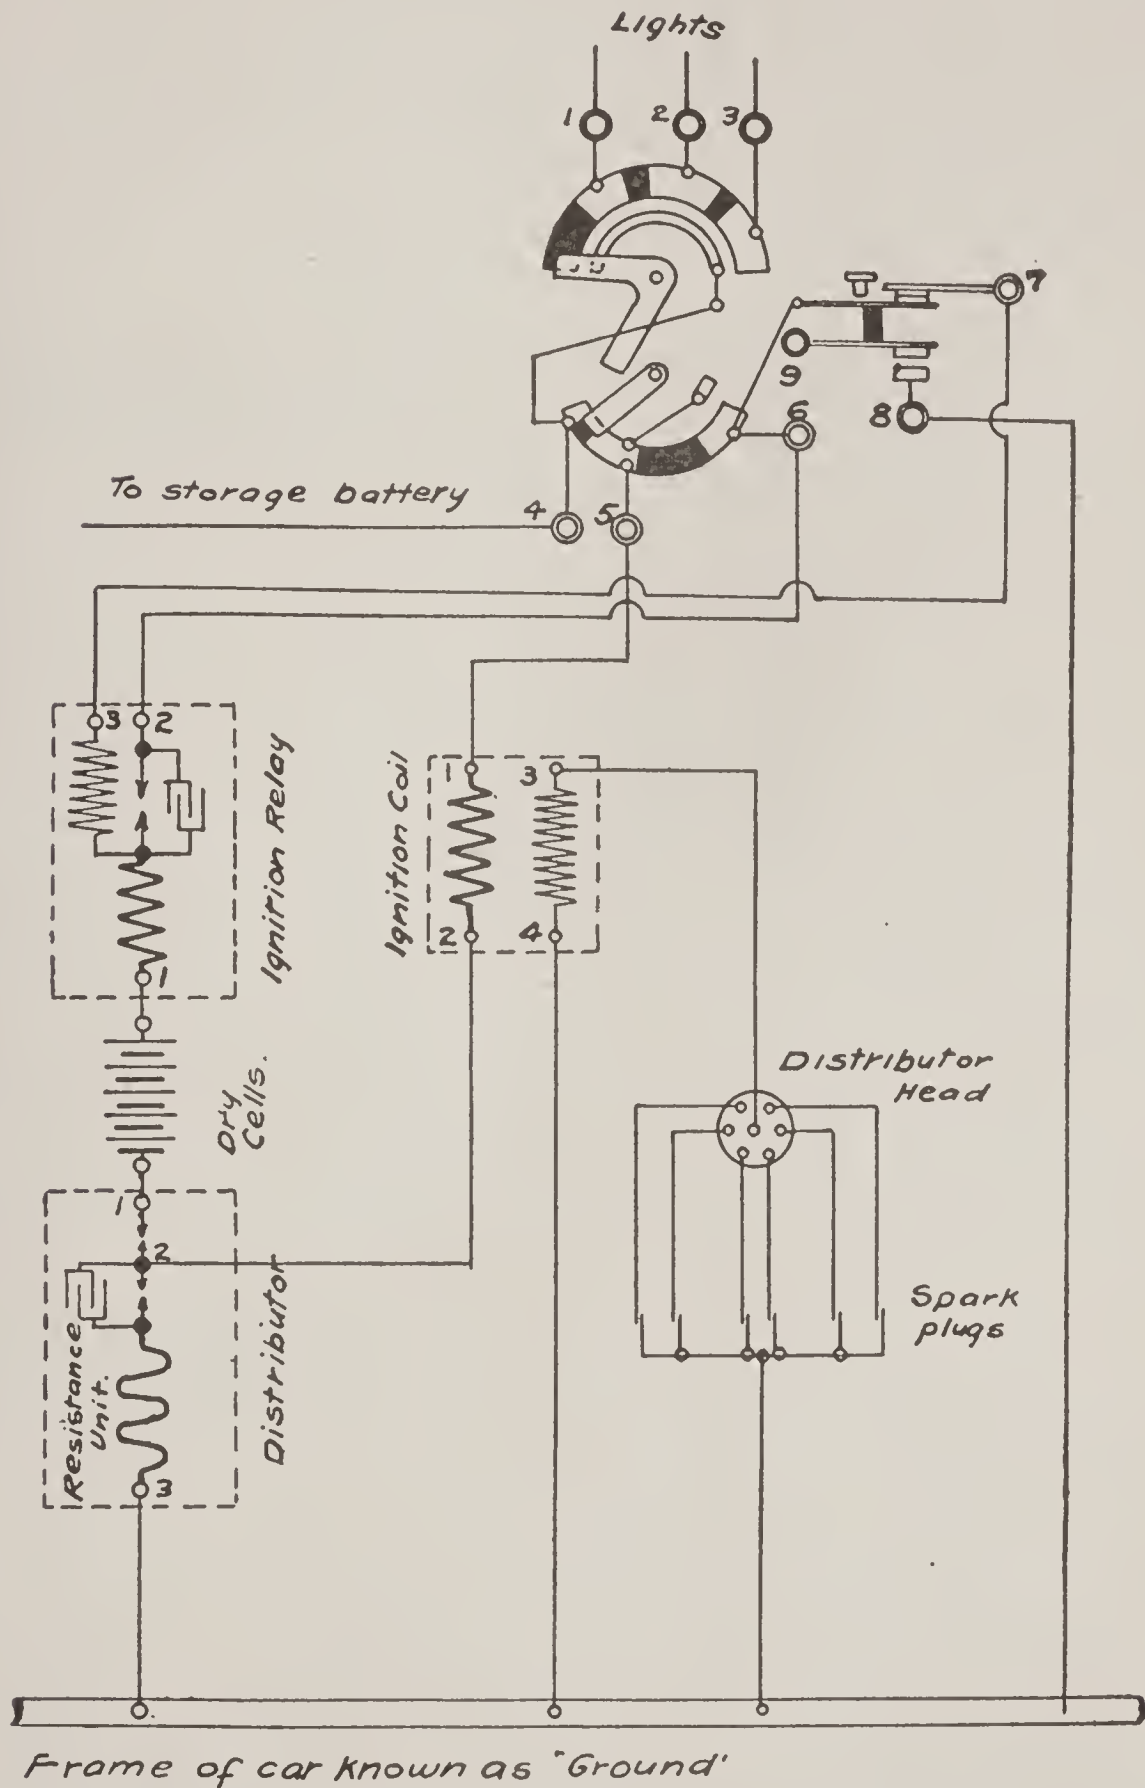 Lights
1 2 3
7
9
8
6
To storage battery
4 5
3 2
Ignition Relay
1
Ignition Coil
1 3
2 4
Dry
Cells.
Distributor
Head
1
2
Resistance
Unit.
3
Distributor
Spark
plugs
Frame of car known as "Ground'